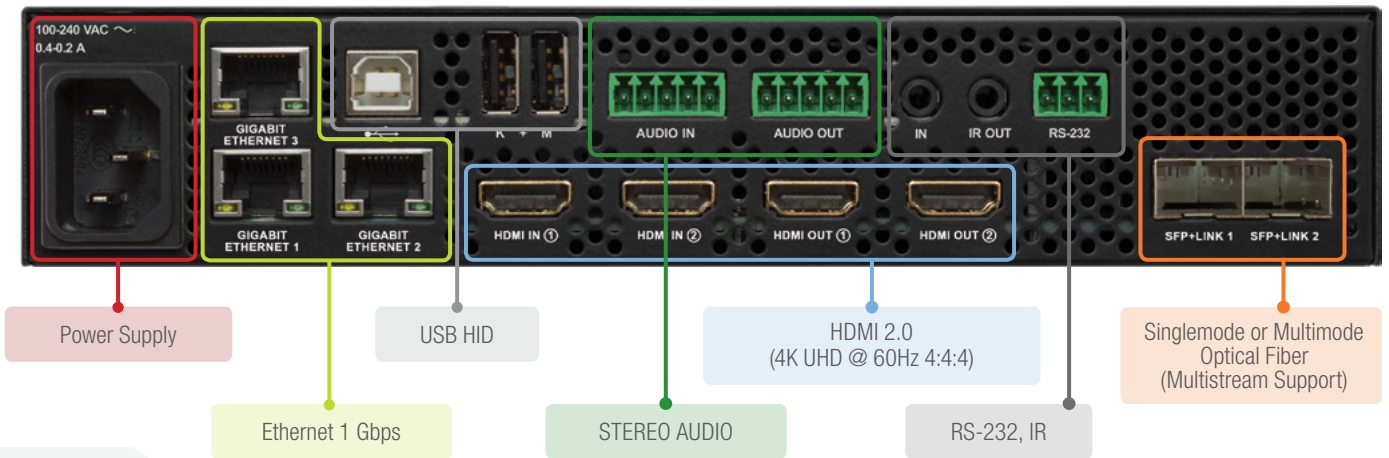 100-240 VAC ～
0.4-0.2 A
GIGABIT
ETHERNET 3
GIGABIT
ETHERNET 1
GIGABIT
ETHERNET 2
K + M
AUDIO IN
AUDIO OUT
IN
IR OUT
RS-232
HDMI IN ①
HDMI IN ②
HDMI OUT ①
HDMI OUT ②
SFP+LINK 1
SFP+LINK 2
Power Supply
USB HID
HDMI 2.0
(4K UHD @ 60Hz 4:4:4)
Singlemode or Multimode
Optical Fiber
(Multistream Support)
Ethernet 1 Gbps
STEREO AUDIO
RS-232, IR